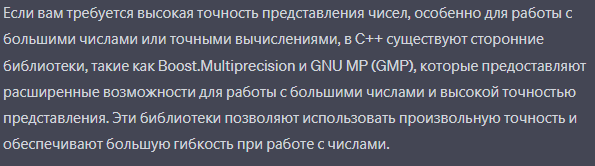 Если вам требуется высокая точность представления чисел, особенно для работы с
большими числами или точными вычислениями, в C++ существуют сторонние
библиотеки, такие как Boost.Multiprecision и GNU MP (GMP), которые предоставляют
расширенные возможности для работы с большими числами и высокой точностью
представления. Эти библиотеки позволяют использовать произвольную точность и
обеспечивают большую гибкость при работе с числами.